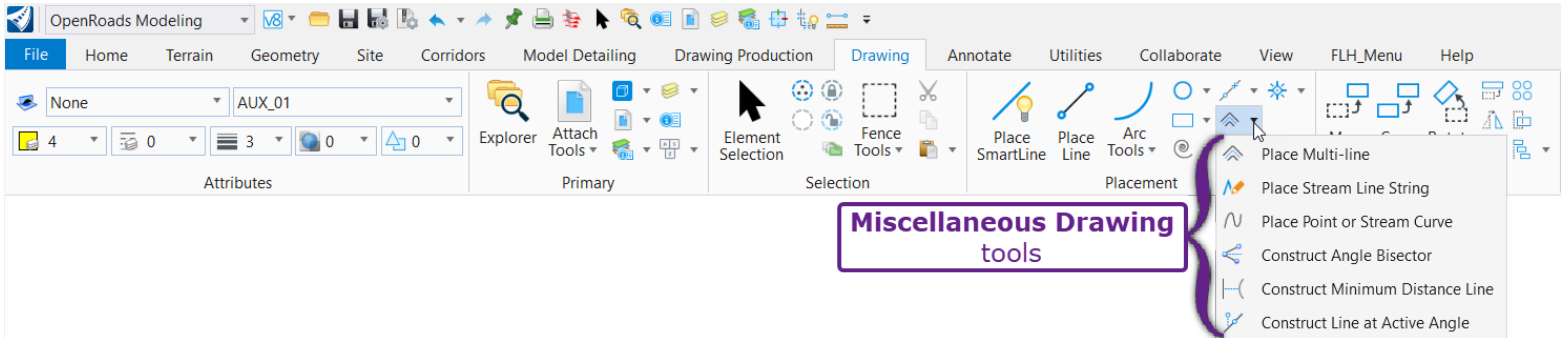 OpenRoads Modeling V8
File Home Terrain Geometry Site Corridors Model Detailing Drawing Production Drawing Annotate Utilities Collaborate View FLH_Menu Help
None AUX_01
4 0 3 0 0
Attributes
Explorer Attach Tools
Primary
Element Selection Fence Tools
Selection
Place SmartLine Place Line Arc Tools
Placement
Place Multi-line
Place Stream Line String
Place Point or Stream Curve
Construct Angle Bisector
Construct Minimum Distance Line
Construct Line at Active Angle
Miscellaneous Drawing
tools